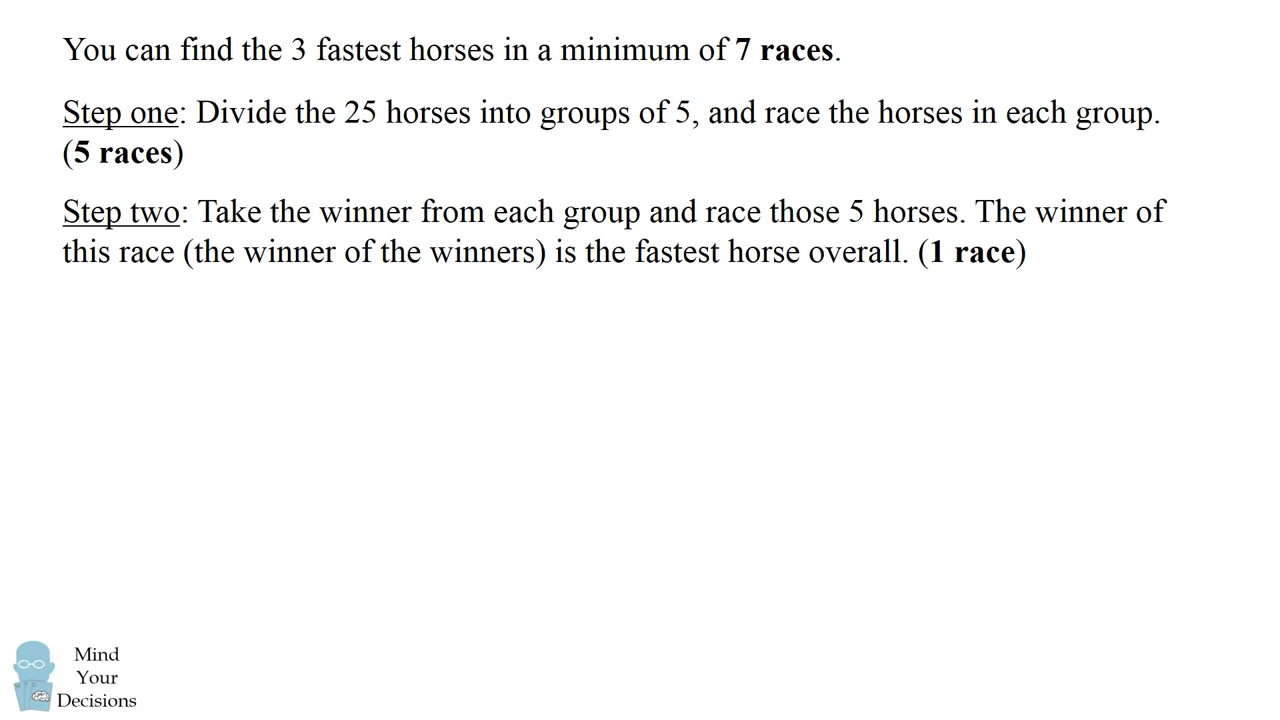 You can find the 3 fastest horses in a minimum of 7 races.
Step one: Divide the 25 horses into groups of 5, and race the horses in each group.
(5 races)
Step two: Take the winner from each group and race those 5 horses. The winner of
this race (the winner of the winners) is the fastest horse overall. (1 race)
Mind
Your
Decisions